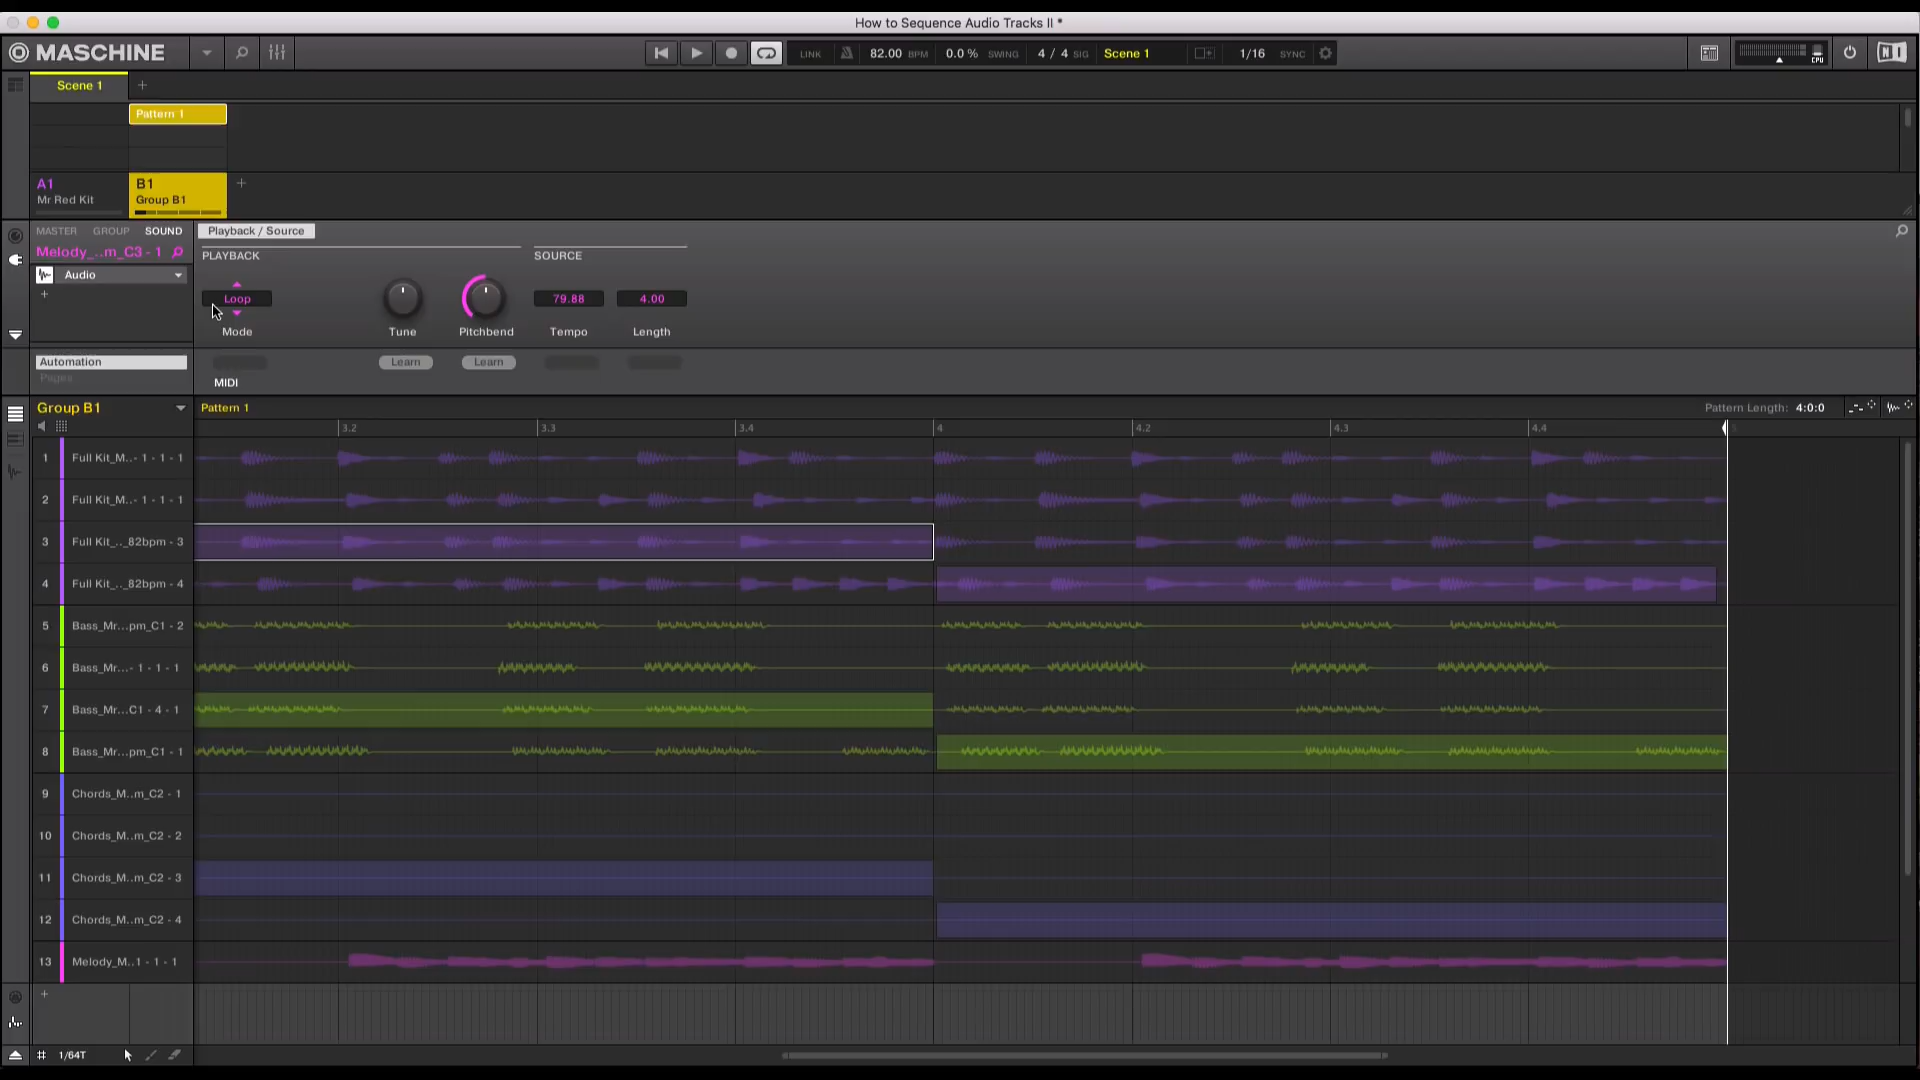 How to Sequence Audio Tracks II *
MASCHINE
LINK
82.00 BPM
0.0 % SWING
4 / 4 SIG
Scene 1
1/16 SYNC
CPU
NI
Scene 1
+
Pattern 1
A1
Mr Red Kit
B1
Group B1
+
MASTER GROUP SOUND
Playback / Source
Melody_..m_C3 - 1
PLAYBACK
SOURCE
Audio
+
Loop
79.88
4.00
Mode
Tune
Pitchbend
Tempo
Length
Automation
Learn
Learn
Pages
MIDI
Group B1
Pattern 1
Pattern Length: 4:0:0
3.2 3.3 3.4 4 4.2 4.3 4.4 5
1 Full Kit_M..- 1 - 1 - 1
2 Full Kit_M..- 1 - 1 - 1
3 Full Kit_.._82bpm - 3
4 Full Kit_.._82bpm - 4
5 Bass_Mr...pm_C1 - 2
6 Bass_Mr...- 1 - 1 - 1
7 Bass_Mr...C1 - 4 - 1
8 Bass_Mr...pm_C1 - 1
9 Chords_M..m_C2 - 1
10 Chords_M..m_C2 - 2
11 Chords_M..m_C2 - 3
12 Chords_M..m_C2 - 4
13 Melody_M..1 - 1 - 1
+
1/64T